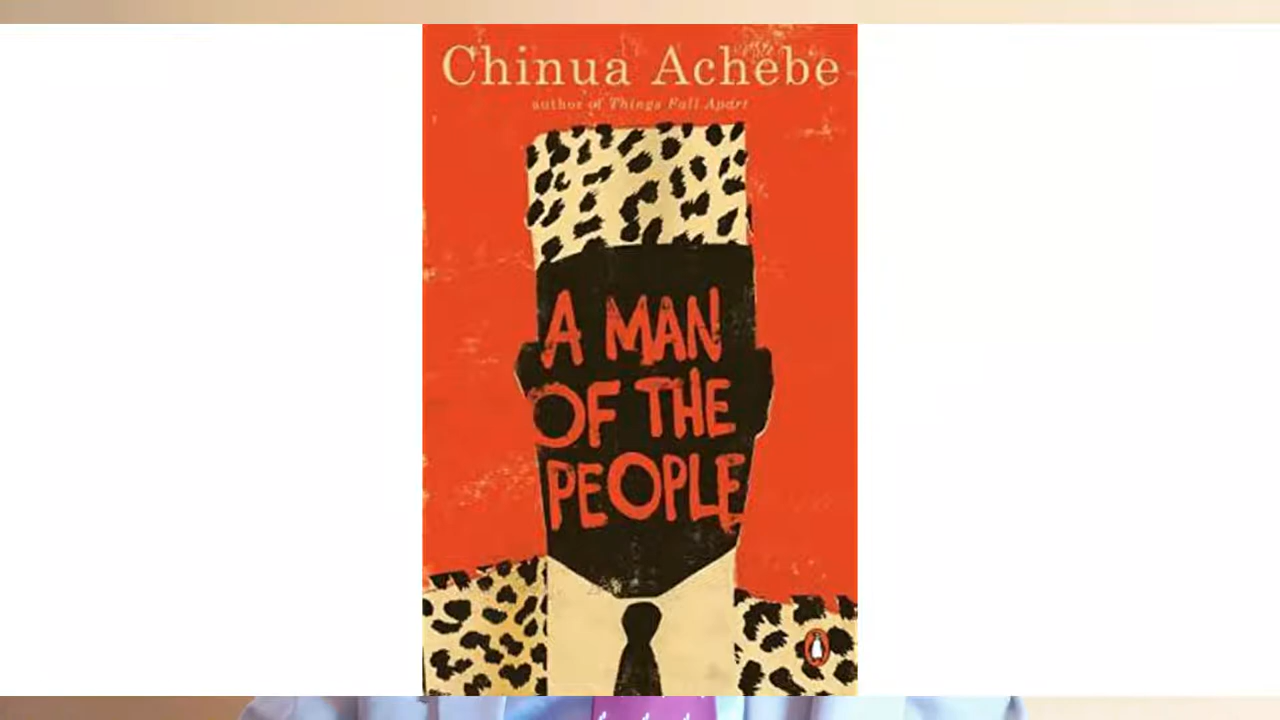 Chinua Achebe
author of Things Fall Apart
A MAN
OF THE
PEOPLE